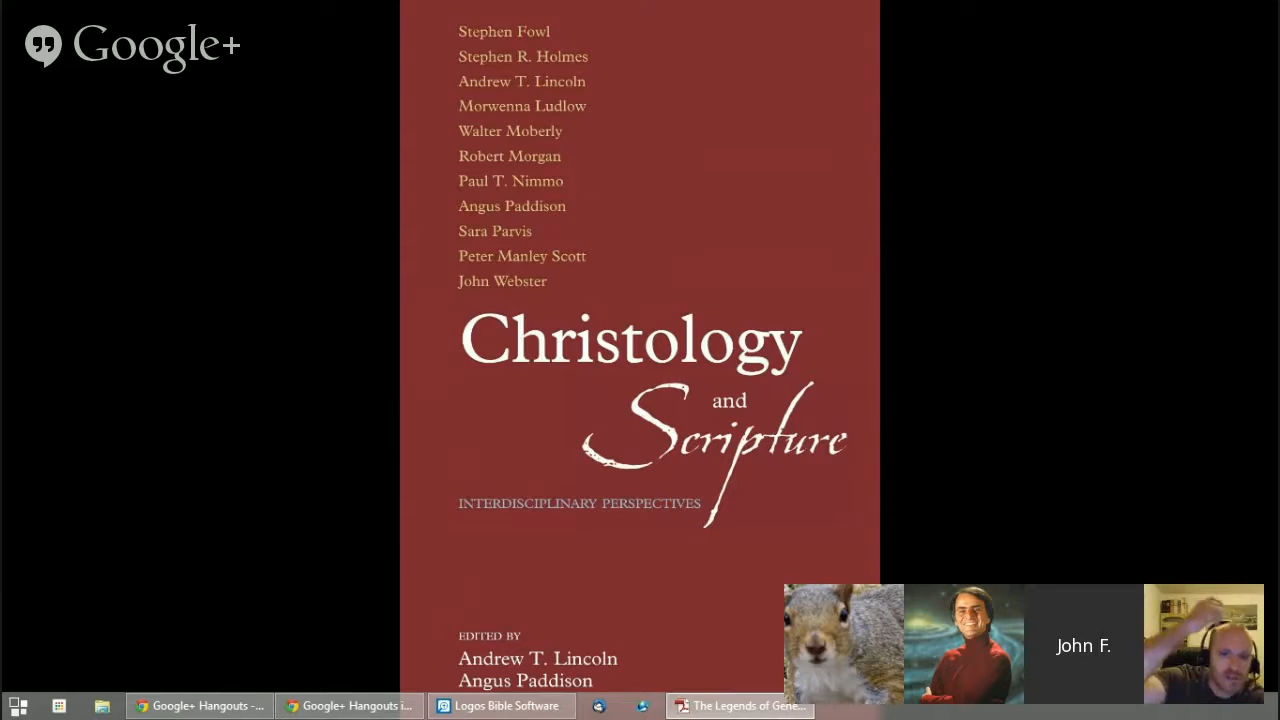 Google+
Stephen Fowl
Stephen R. Holmes
Andrew T. Lincoln
Morwenna Ludlow
Walter Moberly
Robert Morgan
Paul T. Nimmo
Angus Paddison
Sara Parvis
Peter Manley Scott
John Webster
Christology
and
Scripture
INTERDISCIPLINARY PERSPECTIVES
EDITED BY
Andrew T. Lincoln
Angus Paddison
John F.
Google+ Hangouts -...
Google+ Hangouts i...
Logos Bible Software
The Legends of Gene...